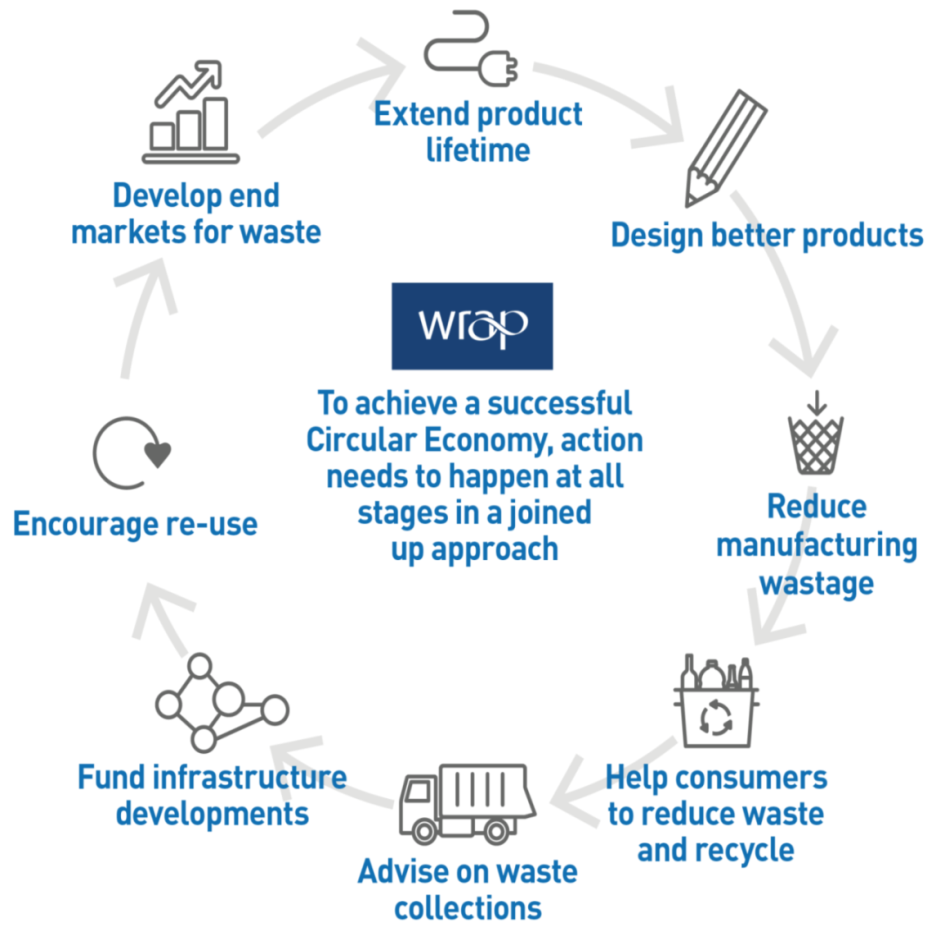 Extend product
lifetime
Design better products
Reduce
manufacturing
wastage
Help consumers
to reduce waste
and recycle
Advise on waste
collections
Fund infrastructure
developments
Encourage re-use
Develop end
markets for waste
wrap
To achieve a successful
Circular Economy, action
needs to happen at all
stages in a joined
up approach